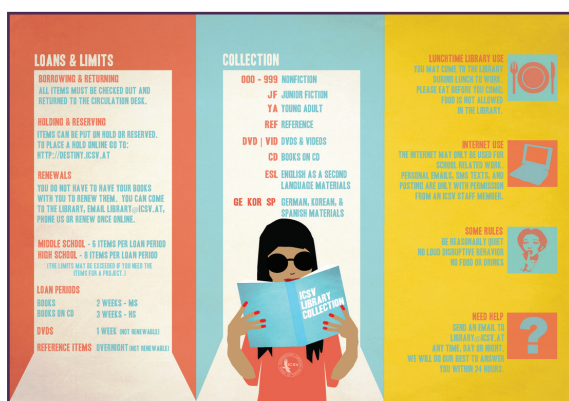 LOANS & LIMITS
BORROWING & RETURNING
ALL ITEMS MUST BE CHECKED OUT AND
RETURNED TO THE CIRCULATION DESK.
HOLDING & RESERVING
ITEMS CAN BE PUT ON HOLD OR RESERVED.
TO PLACE A HOLD ONLINE GO TO:
HTTP://DESTINY.ICSV.AT
RENEWALS
YOU DO NOT HAVE TO HAVE YOUR BOOKS
WITH YOU TO RENEW THEM. YOU CAN COME
TO THE LIBRARY, EMAIL LIBRARY@ICSV.AT,
PHONE US OR RENEW ONCE ONLINE.
MIDDLE SCHOOL - 6 ITEMS PER LOAN PERIOD
HIGH SCHOOL - 8 ITEMS PER LOAN PERIOD
(THE LIMITS MAY BE EXCEEDED IF YOU NEED THE
ITEMS FOR A PROJECT.)
LOAN PERIODS
BOOKS 2 WEEKS - MS
BOOKS ON CD 3 WEEKS - HS
DVDS 1 WEEK (NOT RENEWABLE)
REFERENCE ITEMS OVERNIGHT (NOT RENEWABLE)
COLLECTION
000 - 999 NONFICTION
JF JUNIOR FICTION
YA YOUNG ADULT
REF REFERENCE
DVD | VID DVDS & VIDEOS
CD BOOKS ON CD
ESL ENGLISH AS A SECOND
LANGUAGE MATERIALS
GE KOR SP GERMAN, KOREAN, &
SPANISH MATERIALS
ICSV
LIBRARY
COLLECTION
LUNCHTIME LIBRARY USE
YOU MAY COME TO THE LIBRARY
DURING LUNCH TO WORK.
PLEASE EAT BEFORE YOU COME;
FOOD IS NOT ALLOWED
IN THE LIBRARY.
INTERNET USE
THE INTERNET MAY ONLY BE USED FOR
SCHOOL RELATED WORK.
PERSONAL EMAILS, SMS TEXTS, AND
POSTING ARE ONLY WITH PERMISSION
FROM AN ICSV STAFF MEMBER.
SOME RULES
BE REASONABLY QUIET
NO LOUD DISRUPTIVE BEHAVIOR
NO FOOD OR DRINKS
NEED HELP
SEND AN EMAIL TO
LIBRARY@ICSV.AT
ANY TIME, DAY OR NIGHT.
WE WILL DO OUR BEST TO ANSWER
YOU WITHIN 24 HOURS.
?